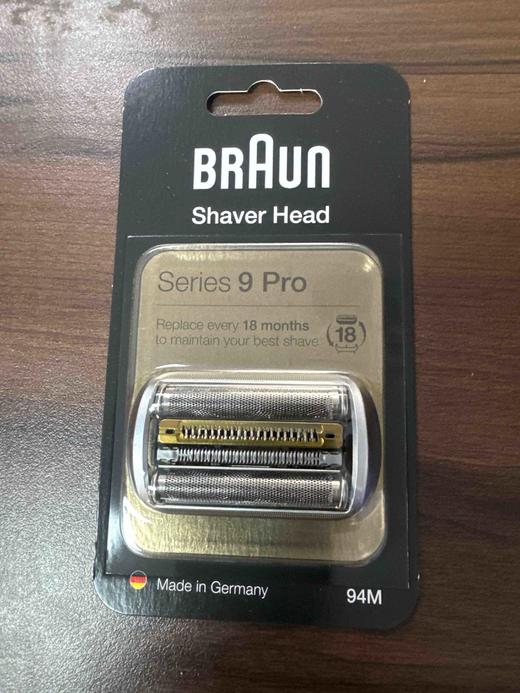 BRAUN
Shaver Head
Series 9 Pro
Replace every 18 months
to maintain your best shave
18
Made in Germany
94M